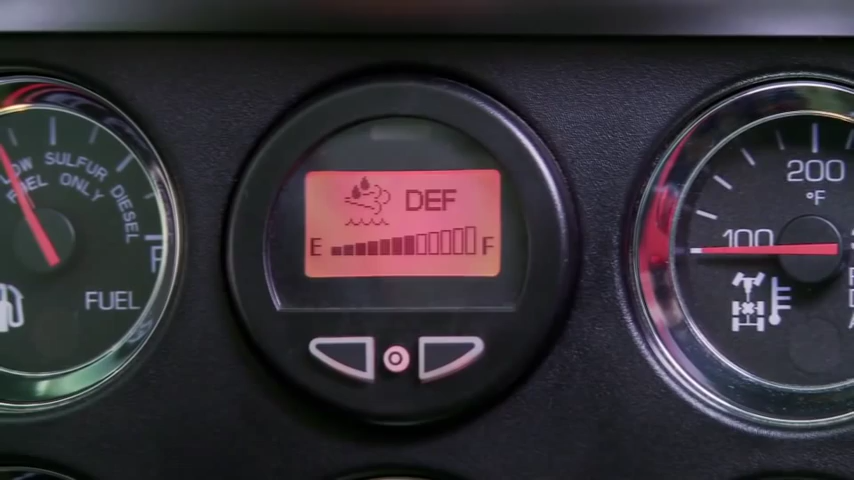 LOW SULFUR DIESEL
FUEL ONLY
F
FUEL
DEF
E F
100
200
°F